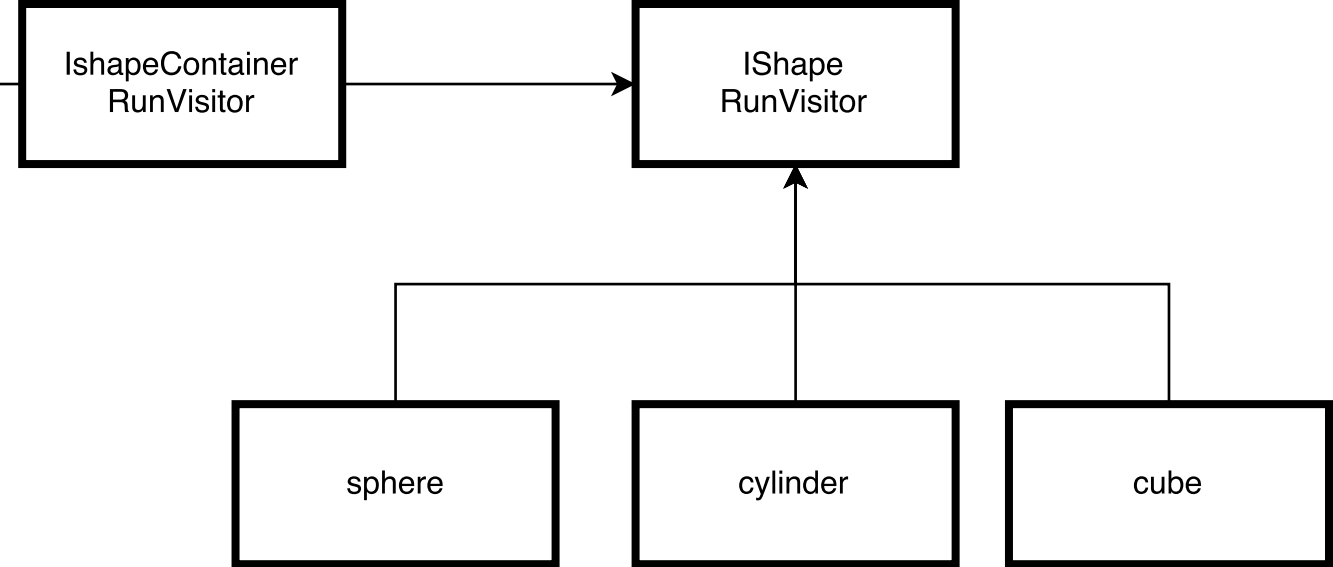 IshapeContainer
RunVisitor
IShape
RunVisitor
sphere
cylinder
cube